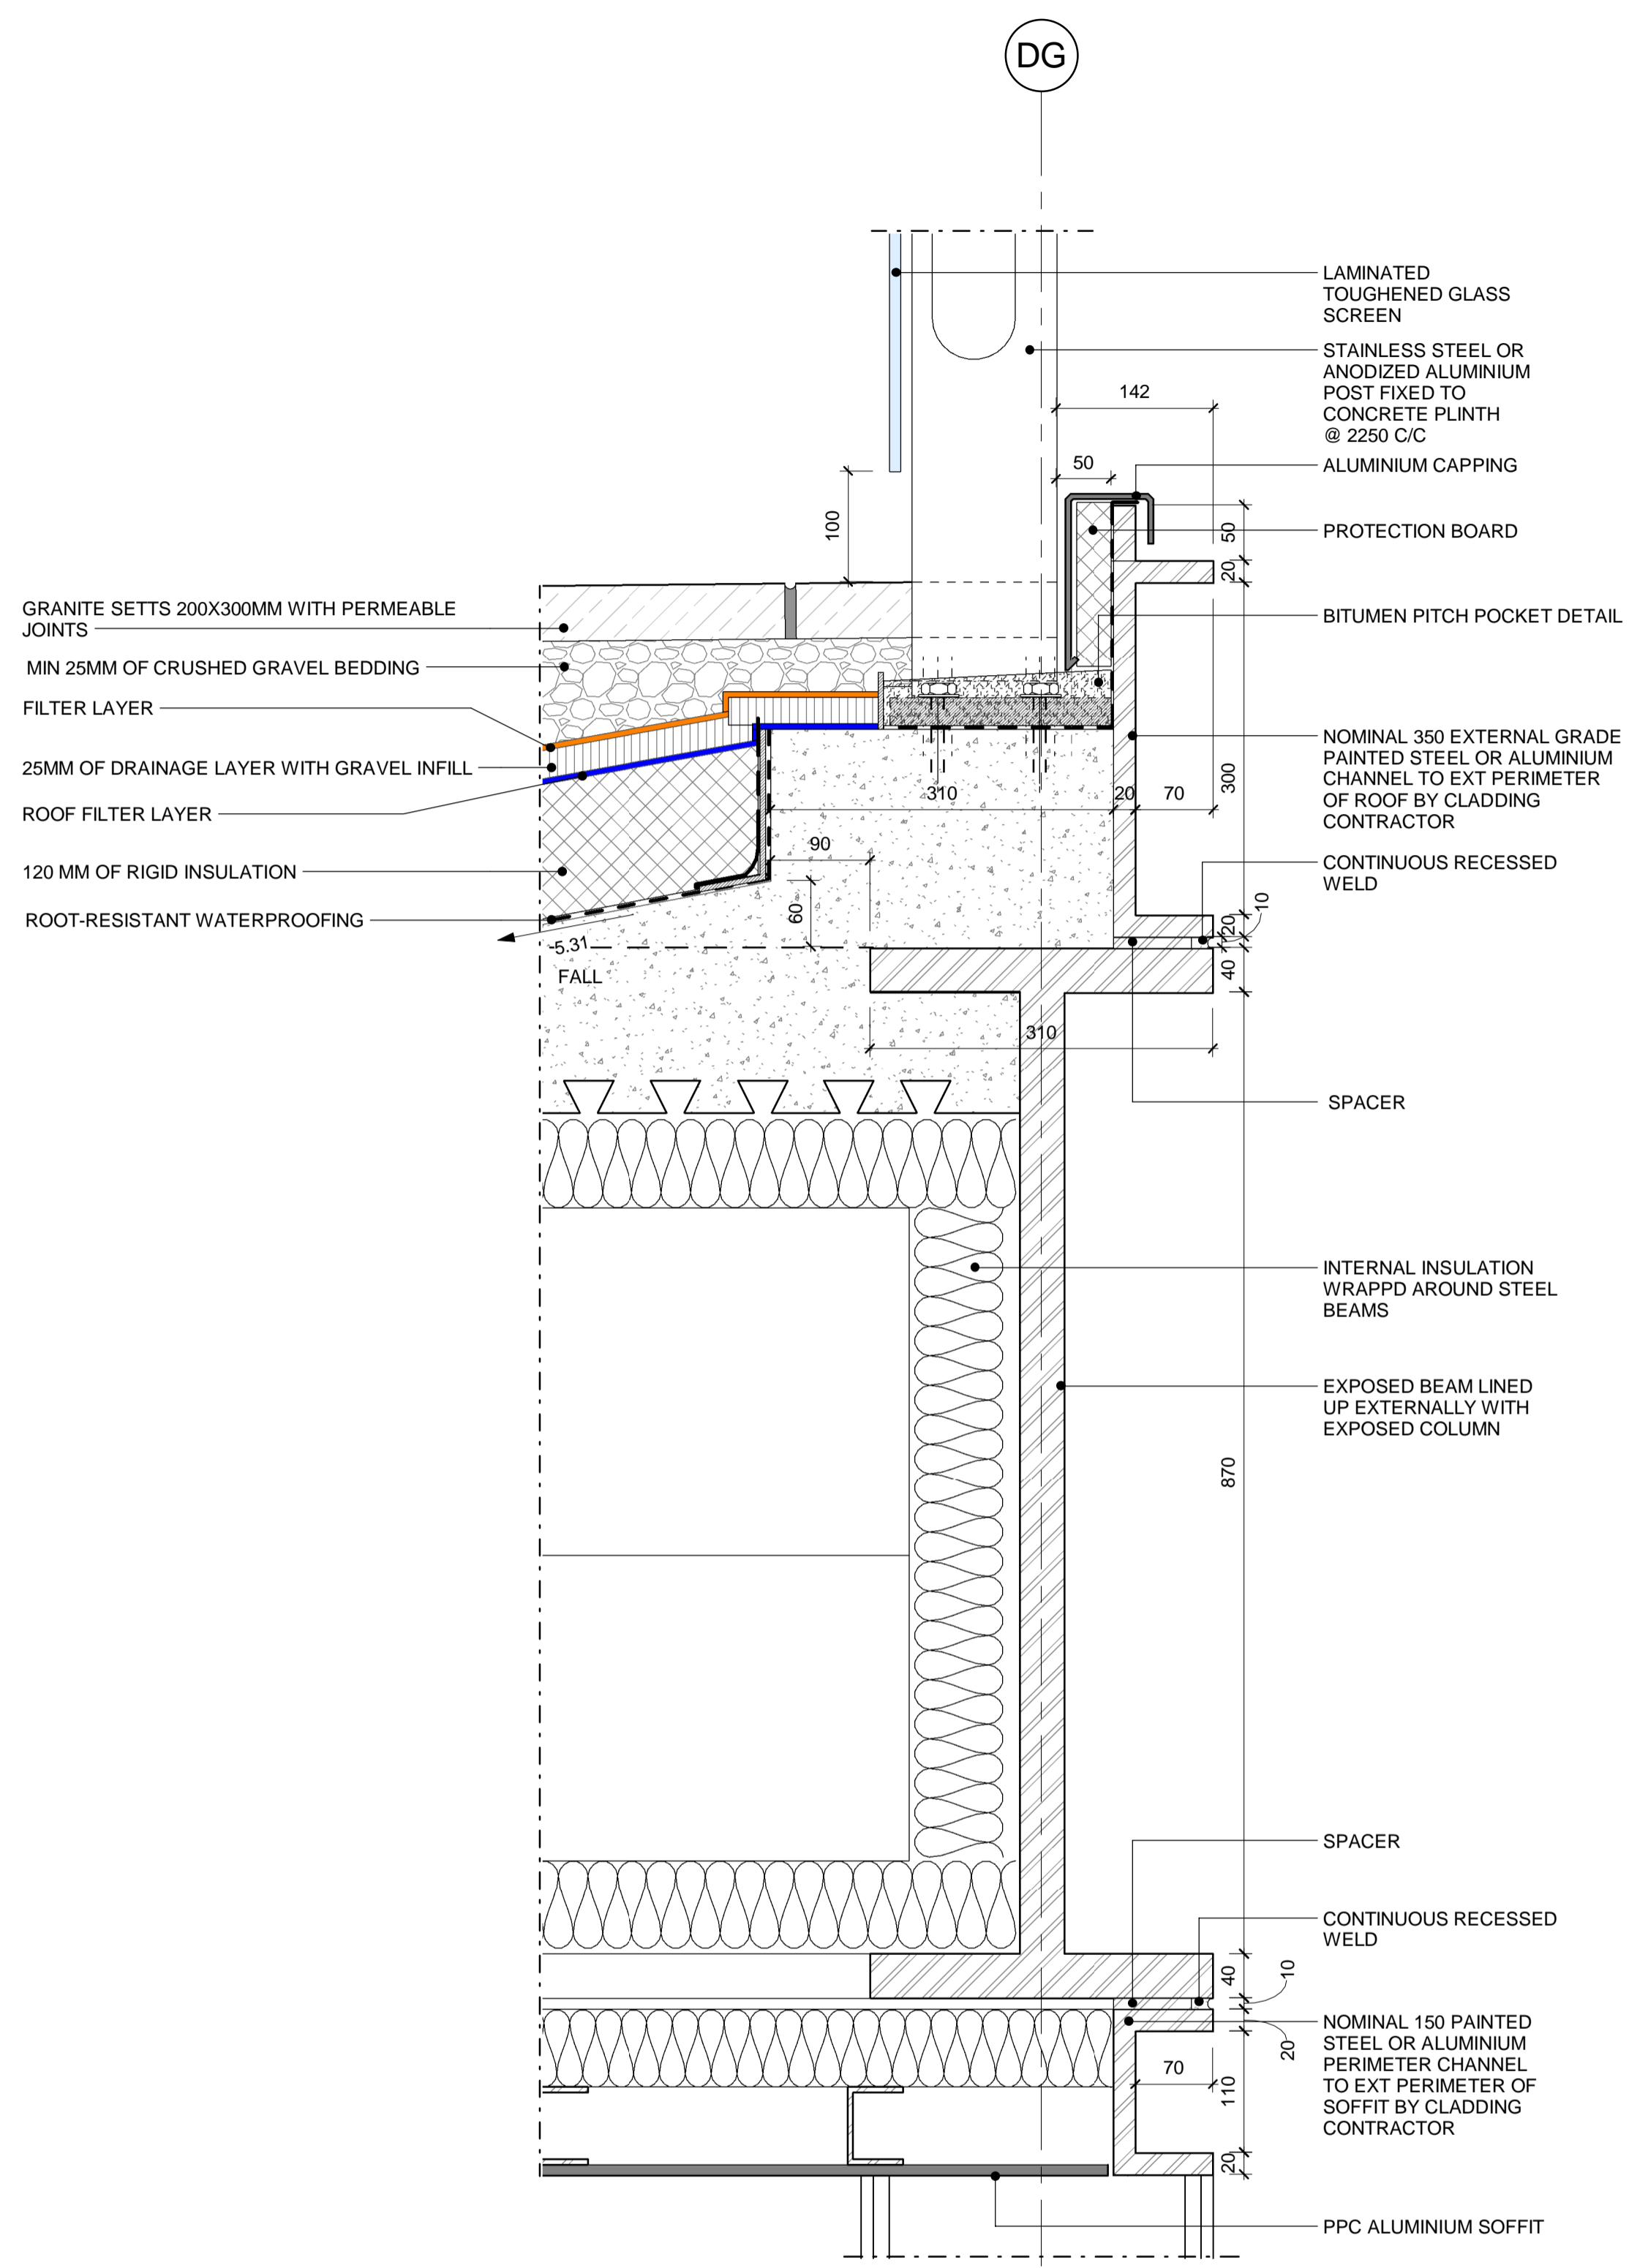 DG
LAMINATED
TOUGHENED GLASS
SCREEN
STAINLESS STEEL OR
ANODIZED ALUMINIUM
POST FIXED TO
CONCRETE PLINTH
@ 2250 C/C
142
50
ALUMINIUM CAPPING
100
50
PROTECTION BOARD
20
GRANITE SETTS 200X300MM WITH PERMEABLE
JOINTS
BITUMEN PITCH POCKET DETAIL
MIN 25MM OF CRUSHED GRAVEL BEDDING
FILTER LAYER
25MM OF DRAINAGE LAYER WITH GRAVEL INFILL
ROOF FILTER LAYER
120 MM OF RIGID INSULATION
ROOT-RESISTANT WATERPROOFING
NOMINAL 350 EXTERNAL GRADE
PAINTED STEEL OR ALUMINIUM
CHANNEL TO EXT PERIMETER
OF ROOF BY CLADDING
CONTRACTOR
310
20
70
300
90
60
CONTINUOUS RECESSED
WELD
10
20
40
-5.31
FALL
310
SPACER
INTERNAL INSULATION
WRAPPD AROUND STEEL
BEAMS
EXPOSED BEAM LINED
UP EXTERNALLY WITH
EXPOSED COLUMN
870
SPACER
CONTINUOUS RECESSED
WELD
40
10
20
NOMINAL 150 PAINTED
STEEL OR ALUMINIUM
PERIMETER CHANNEL
TO EXT PERIMETER OF
SOFFIT BY CLADDING
CONTRACTOR
70
110
20
PPC ALUMINIUM SOFFIT